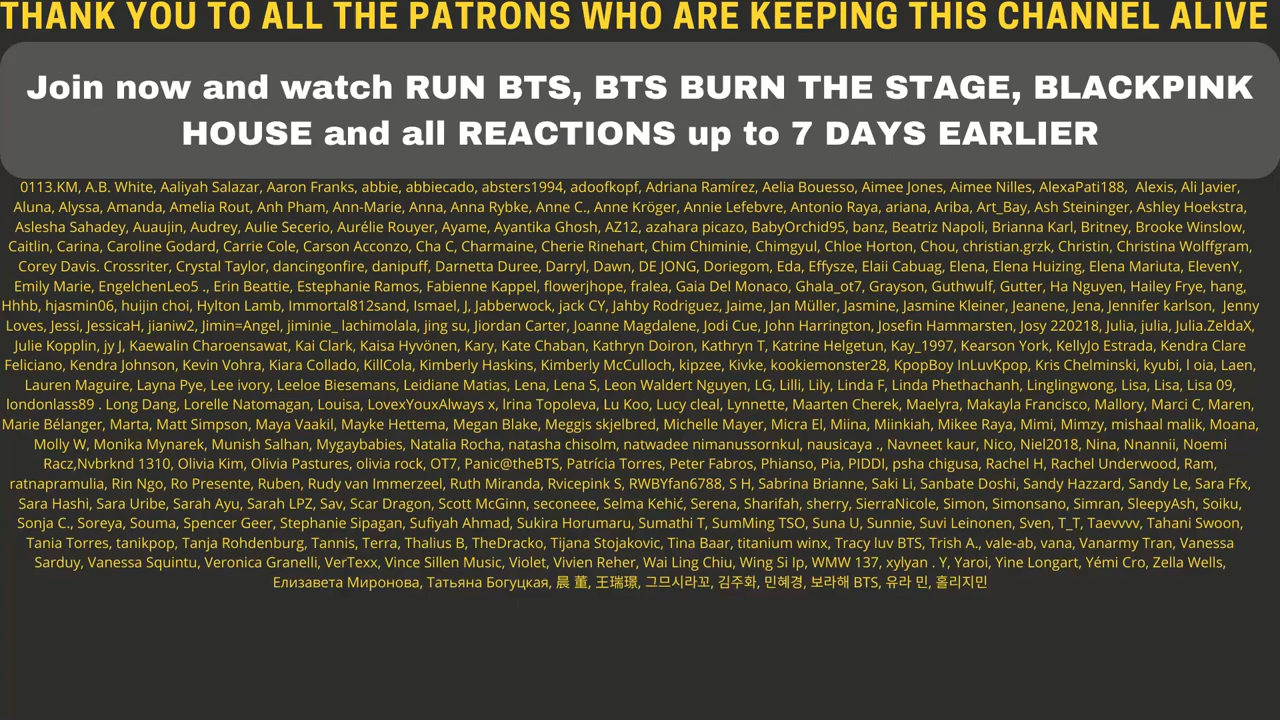 THANK YOU TO ALL THE PATRONS WHO ARE KEEPING THIS CHANNEL ALIVE
Join now and watch RUN BTS, BTS BURN THE STAGE, BLACKPINK
HOUSE and all REACTIONS up to 7 DAYS EARLIER
0113.KM, A.B. White, Aaliyah Salazar, Aaron Franks, abbie, abbiecado, absters1994, adoofkopf, Adriana Ramírez, Aelia Bouesso, Aimee Jones, Aimee Nilles, AlexaPati188, Alexis, Ali Javier,
Aluna, Alyssa, Amanda, Amelia Rout, Anh Pham, Ann-Marie, Anna, Anna Rybke, Anne C., Anne Kröger, Annie Lefebvre, Antonio Raya, ariana, Ariba, Art_Bay, Ash Steininger, Ashley Hoekstra,
Aslesha Sahadey, Auaujin, Audrey, Aulie Secerio, Aurélie Rouyer, Ayame, Ayantika Ghosh, AZ12, azahara picazo, BabyOrchid95, banz, Beatriz Napoli, Brianna Karl, Britney, Brooke Winslow,
Caitlin, Carina, Caroline Godard, Carrie Cole, Carson Acconzo, Cha C, Charmaine, Cherie Rinehart, Chim Chiminie, Chimgyul, Chloe Horton, Chou, christian.grzk, Christin, Christina Wolffgram,
Corey Davis. Crossriter, Crystal Taylor, dancingonfire, danipuff, Darnetta Duree, Darryl, Dawn, DE JONG, Doriegom, Eda, Effysze, Elaii Cabuag, Elena, Elena Huizing, Elena Mariuta, ElevenY,
Emily Marie, EngelchenLeo5 ., Erin Beattie, Estephanie Ramos, Fabienne Kappel, flowerjhope, fralea, Gaia Del Monaco, Ghala_ot7, Grayson, Guthwulf, Gutter, Ha Nguyen, Hailey Frye, hang,
Hhhb, hjasmin06, huijin choi, Hylton Lamb, Immortal812sand, Ismael, J, Jabberwock, jack CY, Jahby Rodriguez, Jaime, Jan Müller, Jasmine, Jasmine Kleiner, Jeanene, Jena, Jennifer karlson, Jenny
Loves, Jessi, JessicaH, jianiw2, Jimin=Angel, jiminie_ lachimolala, jing su, Jiordan Carter, Joanne Magdalene, Jodi Cue, John Harrington, Josefin Hammarsten, Josy 220218, Julia, julia, Julia.ZeldaX,
Julie Kopplin, jy J, Kaewalin Charoensawat, Kai Clark, Kaisa Hyvönen, Kary, Kate Chaban, Kathryn Doiron, Kathryn T, Katrine Helgetun, Kay_1997, Kearson York, KellyJo Estrada, Kendra Clare
Feliciano, Kendra Johnson, Kevin Vohra, Kiara Collado, KillCola, Kimberly Haskins, Kimberly McCulloch, kipzee, Kivke, kookiemonster28, KpopBoy InLuvKpop, Kris Chelminski, kyubi, l oia, Laen,
Lauren Maguire, Layna Pye, Lee ivory, Leeloe Biesemans, Leidiane Matias, Lena, Lena S, Leon Waldert Nguyen, LG, Lilli, Lily, Linda F, Linda Phethachanh, Linglingwong, Lisa, Lisa, Lisa 09,
londonlass89 . Long Dang, Lorelle Natomagan, Louisa, LovexYouxAlways x, lrina Topoleva, Lu Koo, Lucy cleal, Lynnette, Maarten Cherek, Maelyra, Makayla Francisco, Mallory, Marci C, Maren,
Marie Bélanger, Marta, Matt Simpson, Maya Vaakil, Mayke Hettema, Megan Blake, Meggis skjelbred, Michelle Mayer, Micra El, Miina, Miinkiah, Mikee Raya, Mimi, Mimzy, mishaal malik, Moana,
Molly W, Monika Mynarek, Munish Salhan, Mygaybabies, Natalia Rocha, natasha chisolm, natwadee nimanussornkul, nausicaya ., Navneet kaur, Nico, Niel2018, Nina, Nnannii, Noemi
Racz,Nvbrknd 1310, Olivia Kim, Olivia Pastures, olivia rock, OT7, Panic@theBTS, Patrícia Torres, Peter Fabros, Phianso, Pia, PIDDI, psha chigusa, Rachel H, Rachel Underwood, Ram,
ratnapramulia, Rin Ngo, Ro Presente, Ruben, Rudy van Immerzeel, Ruth Miranda, Rvicepink S, RWBYfan6788, S H, Sabrina Brianne, Saki Li, Sanbate Doshi, Sandy Hazzard, Sandy Le, Sara Ffx,
Sara Hashi, Sara Uribe, Sarah Ayu, Sarah LPZ, Sav, Scar Dragon, Scott McGinn, seconeee, Selma Kehić, Serena, Sharifah, sherry, SierraNicole, Simon, Simonsano, Simran, SleepyAsh, Soiku,
Sonja C., Soreya, Souma, Spencer Geer, Stephanie Sipagan, Sufiyah Ahmad, Sukira Horumaru, Sumathi T, SumMing TSO, Suna U, Sunnie, Suvi Leinonen, Sven, T_T, Taevvvv, Tahani Swoon,
Tania Torres, tanikpop, Tanja Rohdenburg, Tannis, Terra, Thalius B, TheDracko, Tijana Stojakovic, Tina Baar, titanium winx, Tracy luv BTS, Trish A., vale-ab, vana, Vanarmy Tran, Vanessa
Sarduy, Vanessa Squintu, Veronica Granelli, VerTexx, Vince Sillen Music, Violet, Vivien Reher, Wai Ling Chiu, Wing Si Ip, WMW 137, xylyan . Y, Yaroi, Yine Longart, Yémi Cro, Zella Wells,
Елизавета Миронова, Татьяна Богуцкая, 晨 董, 王瑞璟, 그므시라꼬, 김주화, 민혜경, 보라해 BTS, 유라 민, 홀리지민